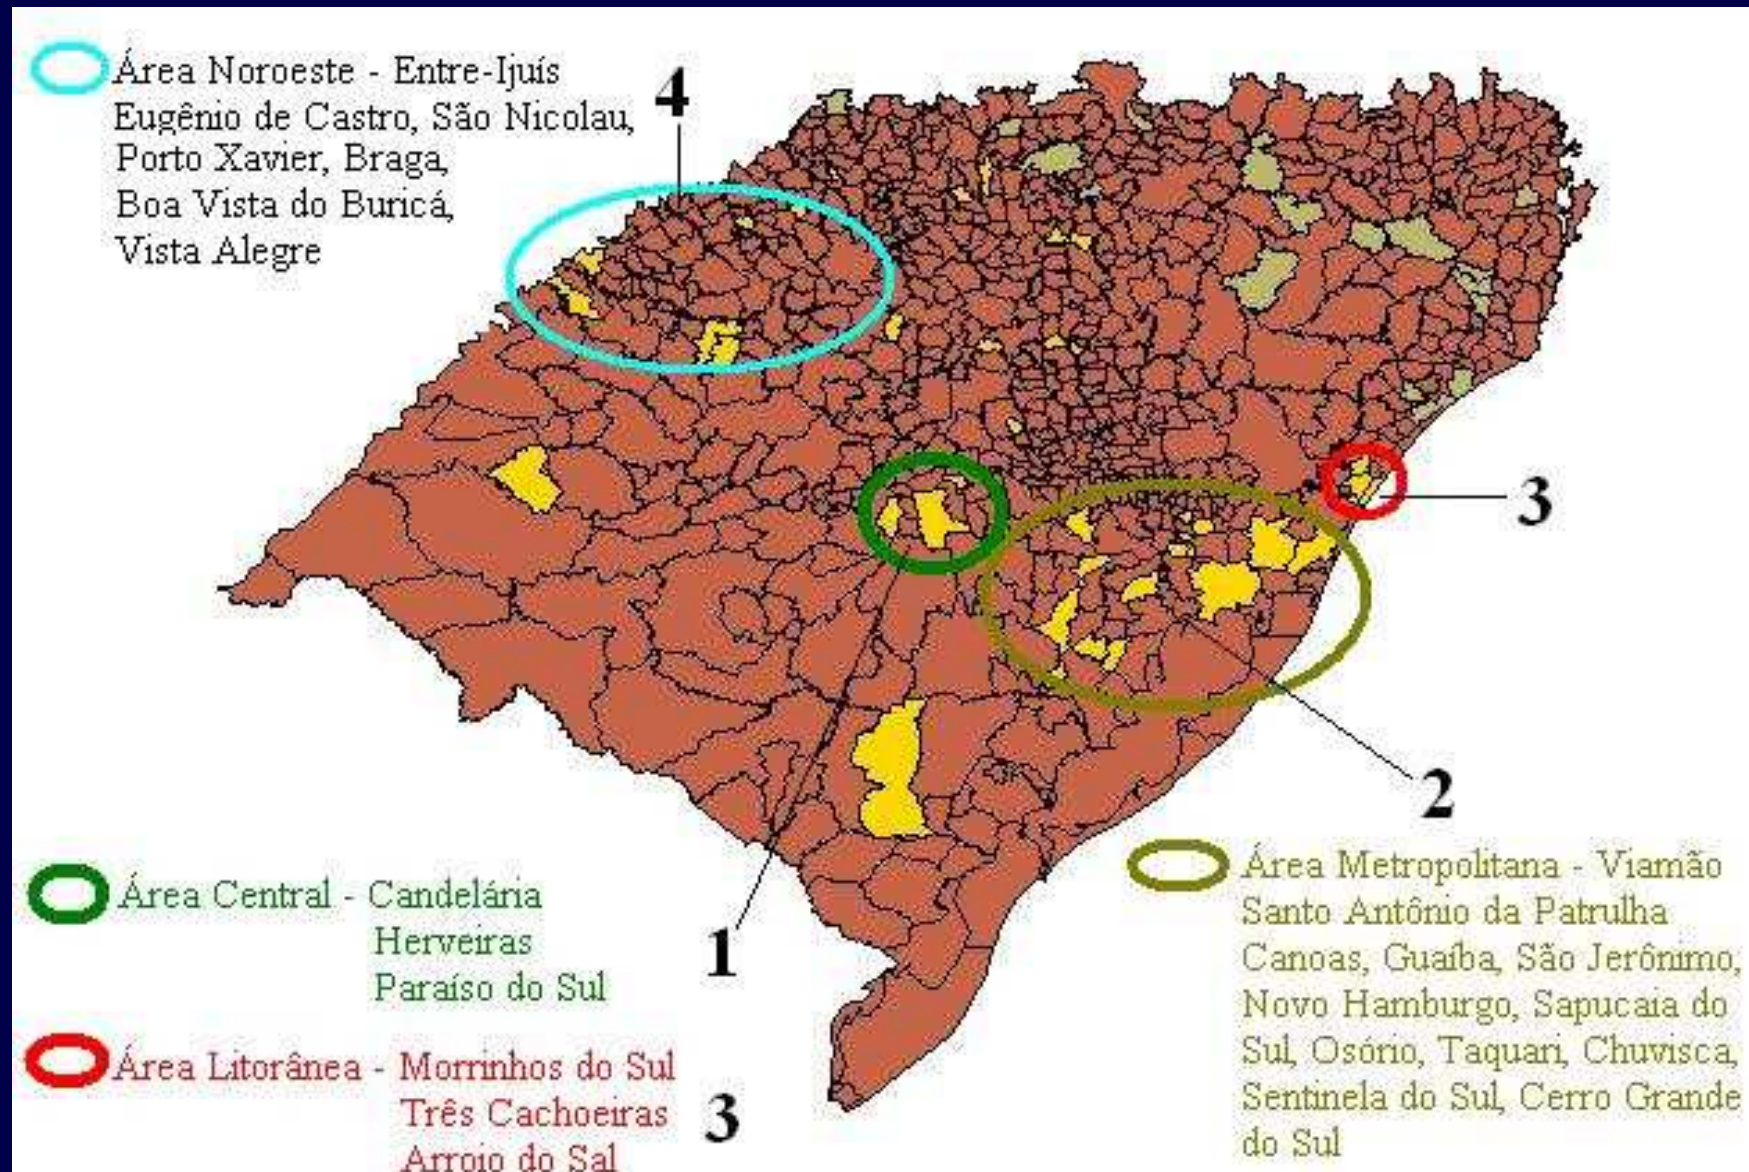 Área Noroeste - Entre-Ijuís
Eugênio de Castro, São Nicolau,
Porto Xavier, Braga,
Boa Vista do Buricá,
Vista Alegre
4
3
2
1
Área Central - Candelária
Herveiras
Paraíso do Sul
Área Litorânea - Morrinhos do Sul
Três Cachoeiras
Arroio do Sal
3
Área Metropolitana - Viamão
Santo Antônio da Patrulha
Canoas, Guaíba, São Jerônimo,
Novo Hamburgo, Sapucaia do
Sul, Osório, Taquari, Chuvisca,
Sentinela do Sul, Cerro Grande
do Sul